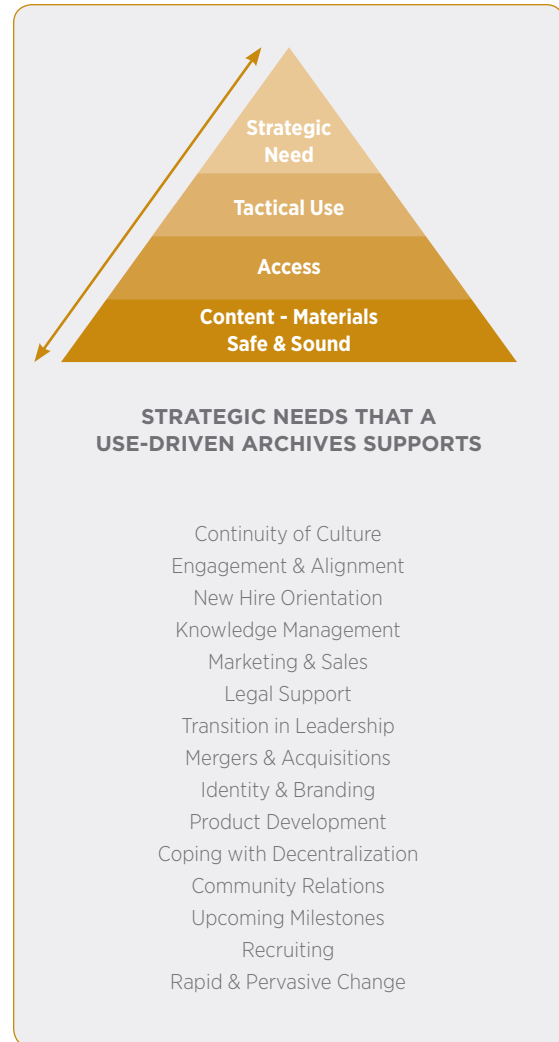 Strategic
Need
Tactical Use
Access
Content - Materials
Safe & Sound
STRATEGIC NEEDS THAT A
USE-DRIVEN ARCHIVES SUPPORTS
Continuity of Culture
Engagement & Alignment
New Hire Orientation
Knowledge Management
Marketing & Sales
Legal Support
Transition in Leadership
Mergers & Acquisitions
Identity & Branding
Product Development
Coping with Decentralization
Community Relations
Upcoming Milestones
Recruiting
Rapid & Pervasive Change